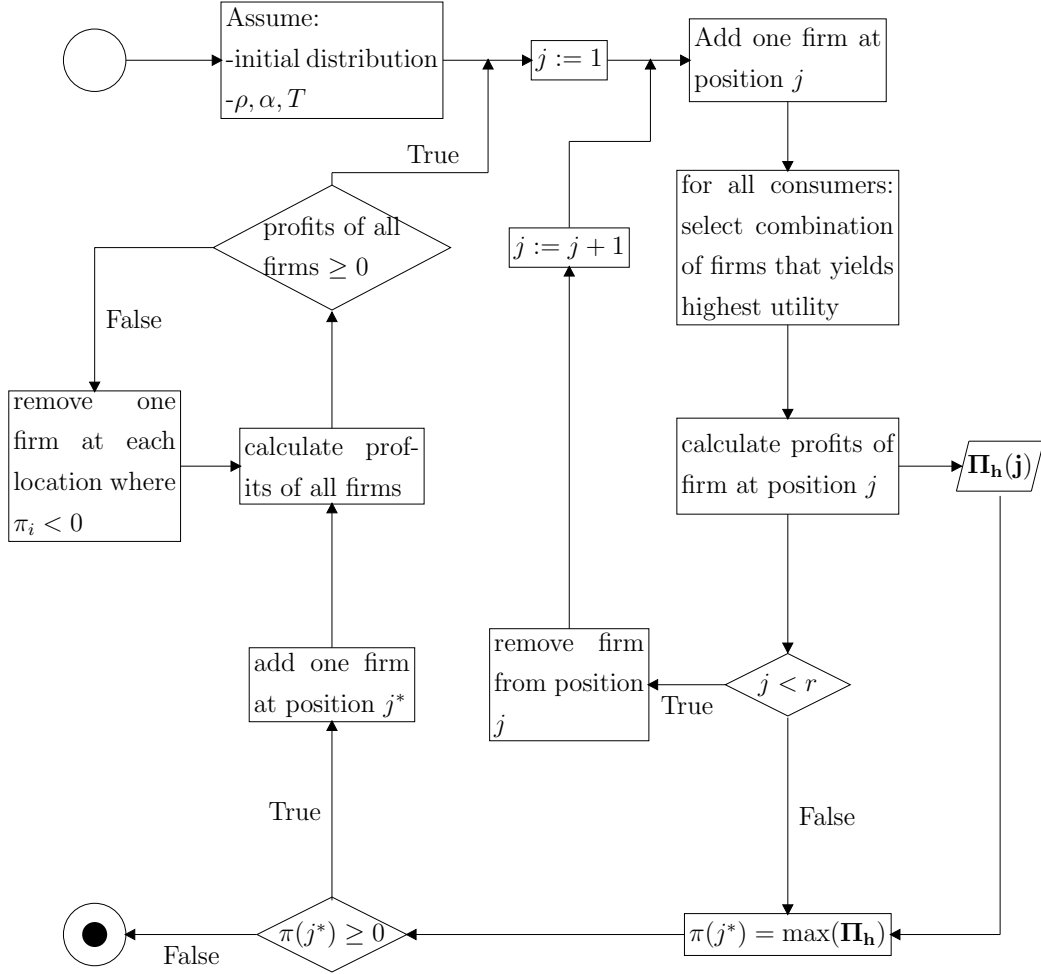 Assume:
-initial distribution
-ρ, α, T
j := 1
Add one firm at
position j
for all consumers:
select combination
of firms that yields
highest utility
calculate profits of
firm at position j
Π_h(j)
j < r
True
False
remove firm
from position
j
j := j + 1
π(j*) = max(Π_h)
π(j*) ≥ 0
False
True
add one firm
at position j*
calculate prof-
its of all firms
profits of all
firms ≥ 0
True
False
remove one
firm at each
location where
π_i < 0